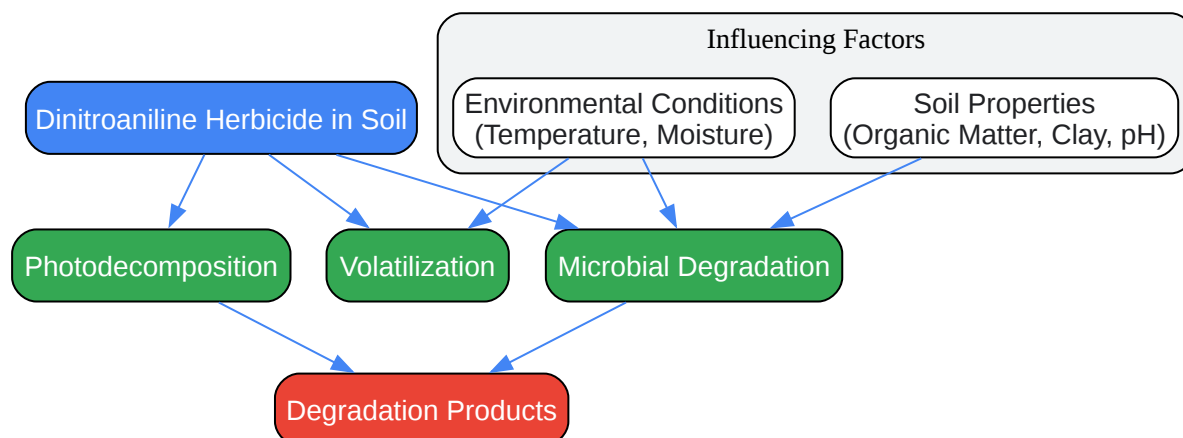 Influencing Factors
Dinitroaniline Herbicide in Soil
Environmental Conditions
(Temperature, Moisture)
Soil Properties
(Organic Matter, Clay, pH)
Photodecomposition
Volatilization
Microbial Degradation
Degradation Products